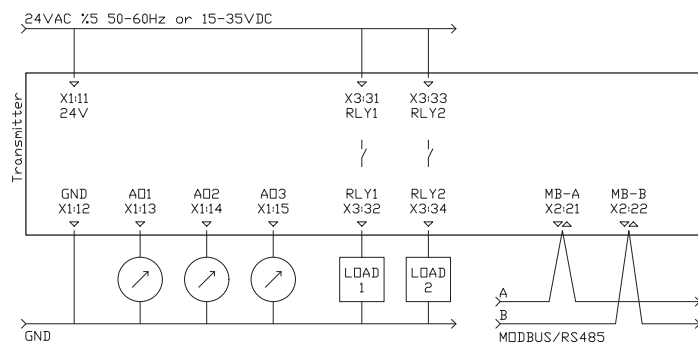 24VAC %5 50-60Hz or 15-35VDC
Transmitter
X1:11
24V
X3:31
RLY1
X3:33
RLY2
GND
X1:12
AO1
X1:13
AO2
X1:14
AO3
X1:15
RLY1
X3:32
RLY2
X3:34
MB-A
X2:21
MB-B
X2:22
LOAD
1
LOAD
2
A
B
GND
MODBUS/RS485